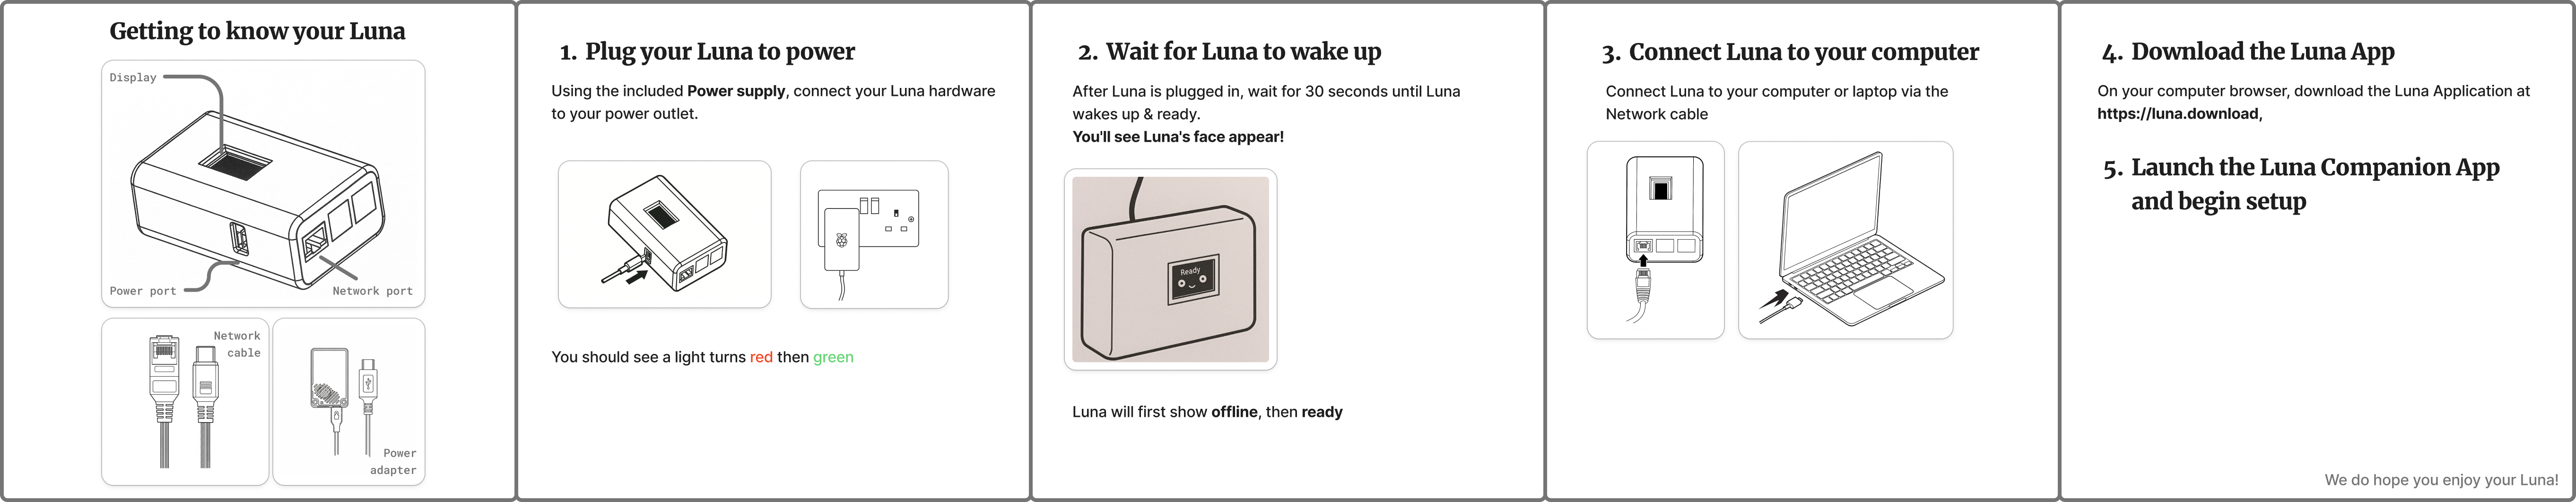 Getting to know your Luna
Display
Power port
Network port
Network
cable
Power
adapter
1. Plug your Luna to power
Using the included Power supply, connect your Luna hardware
to your power outlet.
You should see a light turns red then green
2. Wait for Luna to wake up
After Luna is plugged in, wait for 30 seconds until Luna
wakes up & ready.
You'll see Luna's face appear!
Ready
Luna will first show offline, then ready
3. Connect Luna to your computer
Connect Luna to your computer or laptop via the
Network cable
4. Download the Luna App
On your computer browser, download the Luna Application at
https://luna.download,
5. Launch the Luna Companion App
and begin setup
We do hope you enjoy your Luna!